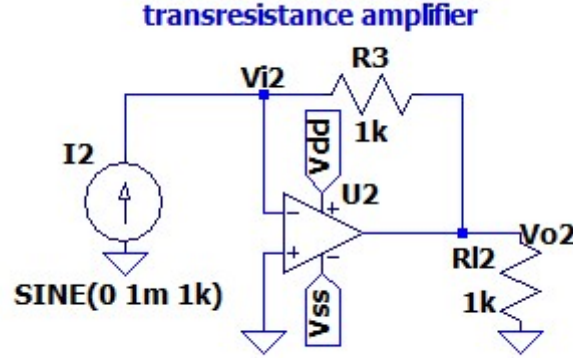 transresistance amplifier
R3
Vi2
1k
I2
Vdd
U2
Vo2
Rl2
1k
SINE(0 1m 1k)
Vss